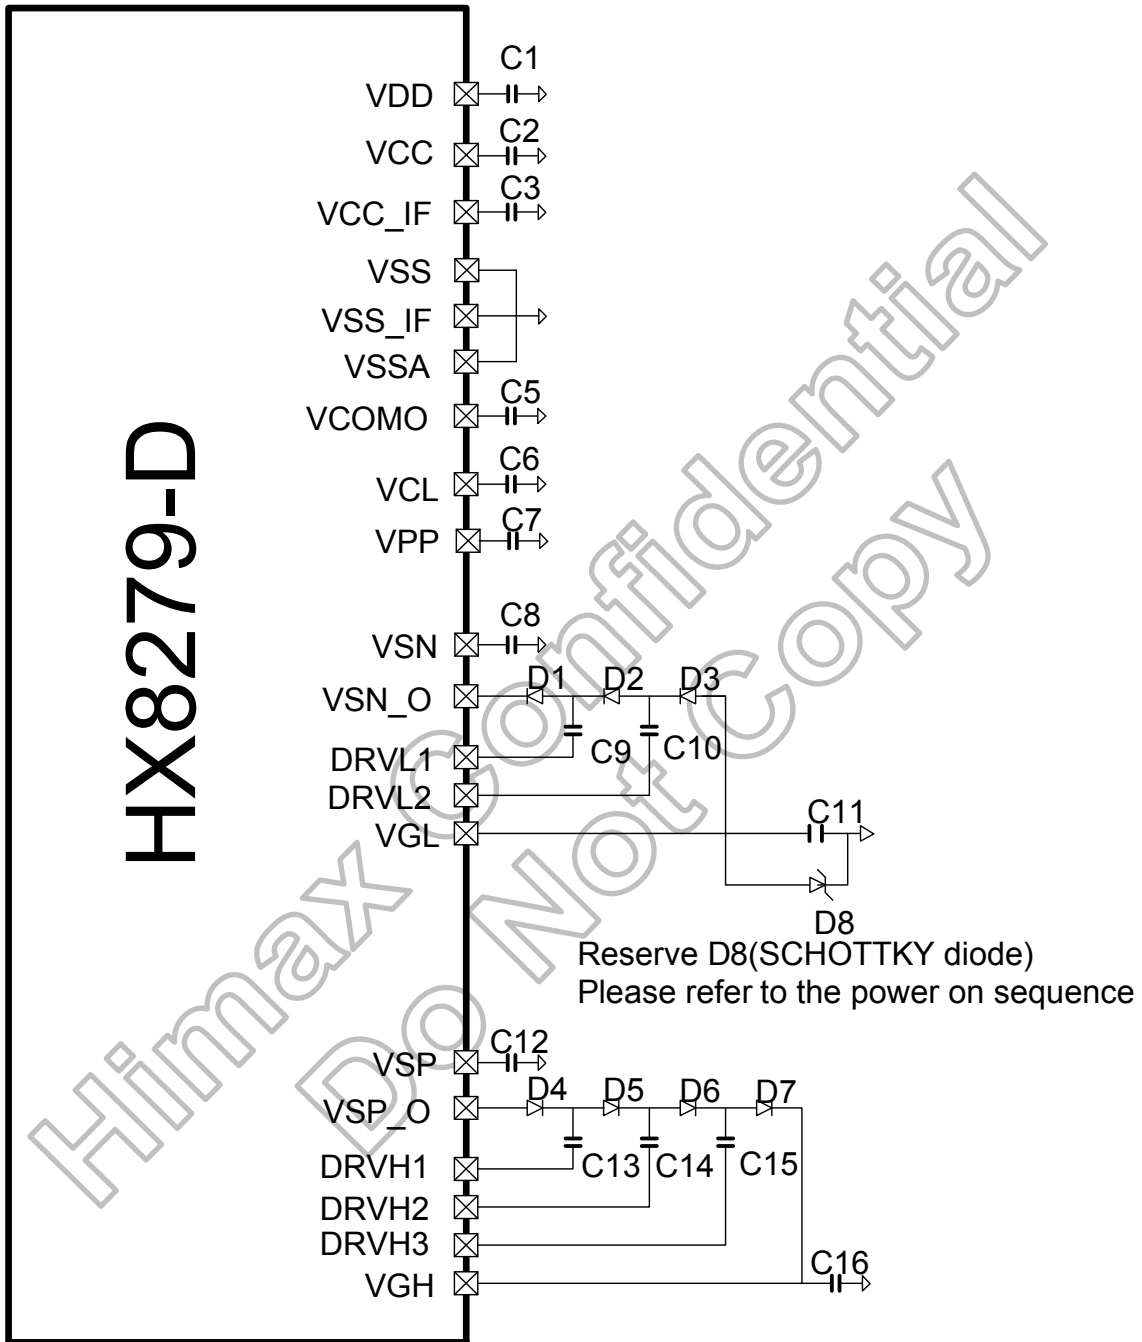 HX8279-D
VDD
C1
VCC
C2
VCC_IF
C3
VSS
VSS_IF
VSSA
VCOMO
C5
VCL
C6
VPP
C7
VSN
C8
VSN_O
D1 D2 D3
DRVL1
C9 C10
DRVL2
VGL
C11
D8
Reserve D8(SCHOTTKY diode)
Please refer to the power on sequence
VSP
C12
VSP_O
D4 D5 D6 D7
DRVH1
C13 C14 C15
DRVH2
DRVH3
VGH
C16
Himax Confidential
Do Not Copy